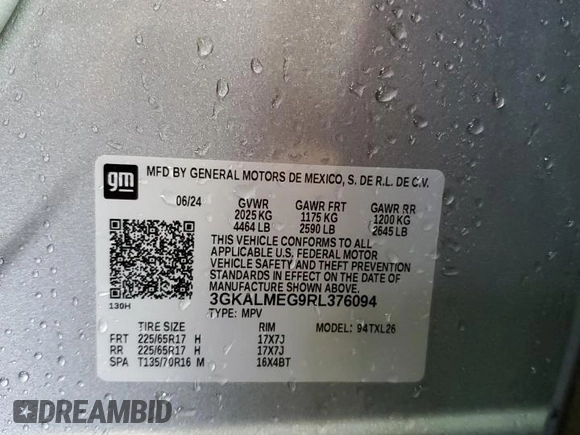 gm
MFD BY GENERAL MOTORS DE MEXICO, S. DE R.L. DE C.V.
06/24 GVWR GAWR FRT GAWR RR
2025 KG 1175 KG 1200 KG
4464 LB 2590 LB 2645 LB
THIS VEHICLE CONFORMS TO ALL
APPLICABLE U.S. FEDERAL MOTOR
VEHICLE SAFETY AND THEFT PREVENTION
STANDARDS IN EFFECT ON THE DATE OF
MANUFACTURE SHOWN ABOVE.
3GKALMEG9RL376094
130H TYPE: MPV MODEL: 94TXL26
TIRE SIZE RIM
FRT 225/65R17 H 17X7J
RR 225/65R17 H 17X7J
SPA T135/70R16 M 16X4BT
DREAMBID